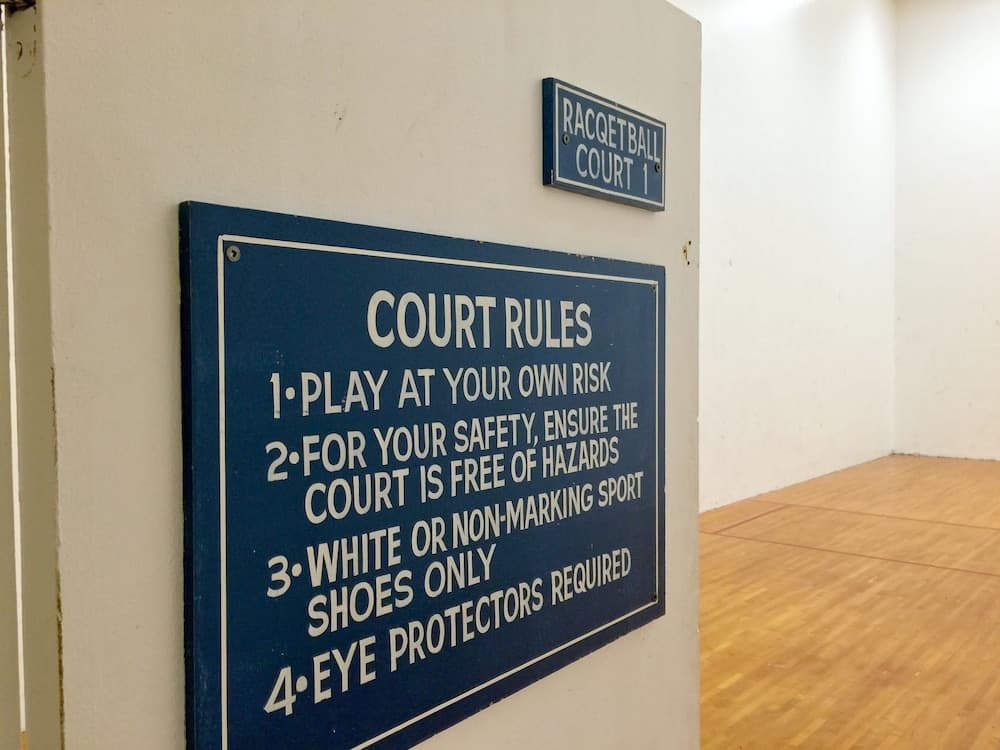 RACQETBALL
COURT 1
COURT RULES
1•PLAY AT YOUR OWN RISK
2•FOR YOUR SAFETY, ENSURE THE
COURT IS FREE OF HAZARDS
3•WHITE OR NON-MARKING SPORT
SHOES ONLY
4•EYE PROTECTORS REQUIRED